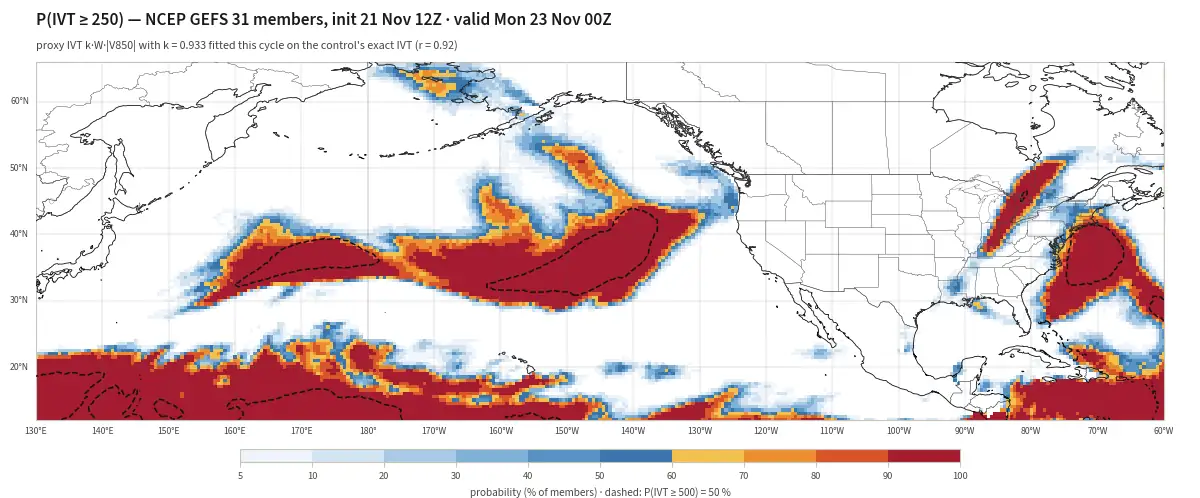 P(IVT ≥ 250) — NCEP GEFS 31 members, init 21 Nov 12Z · valid Mon 23 Nov 00Z
proxy IVT k·W·|V850| with k = 0.933 fitted this cycle on the control's exact IVT (r = 0.92)
60°N
50°N
40°N
30°N
20°N
130°E 140°E 150°E 160°E 170°E 180° 170°W 160°W 150°W 140°W 130°W 120°W 110°W 100°W 90°W 80°W 70°W 60°W
5 10 20 30 40 50 60 70 80 90 100
probability (% of members) · dashed: P(IVT ≥ 500) = 50 %